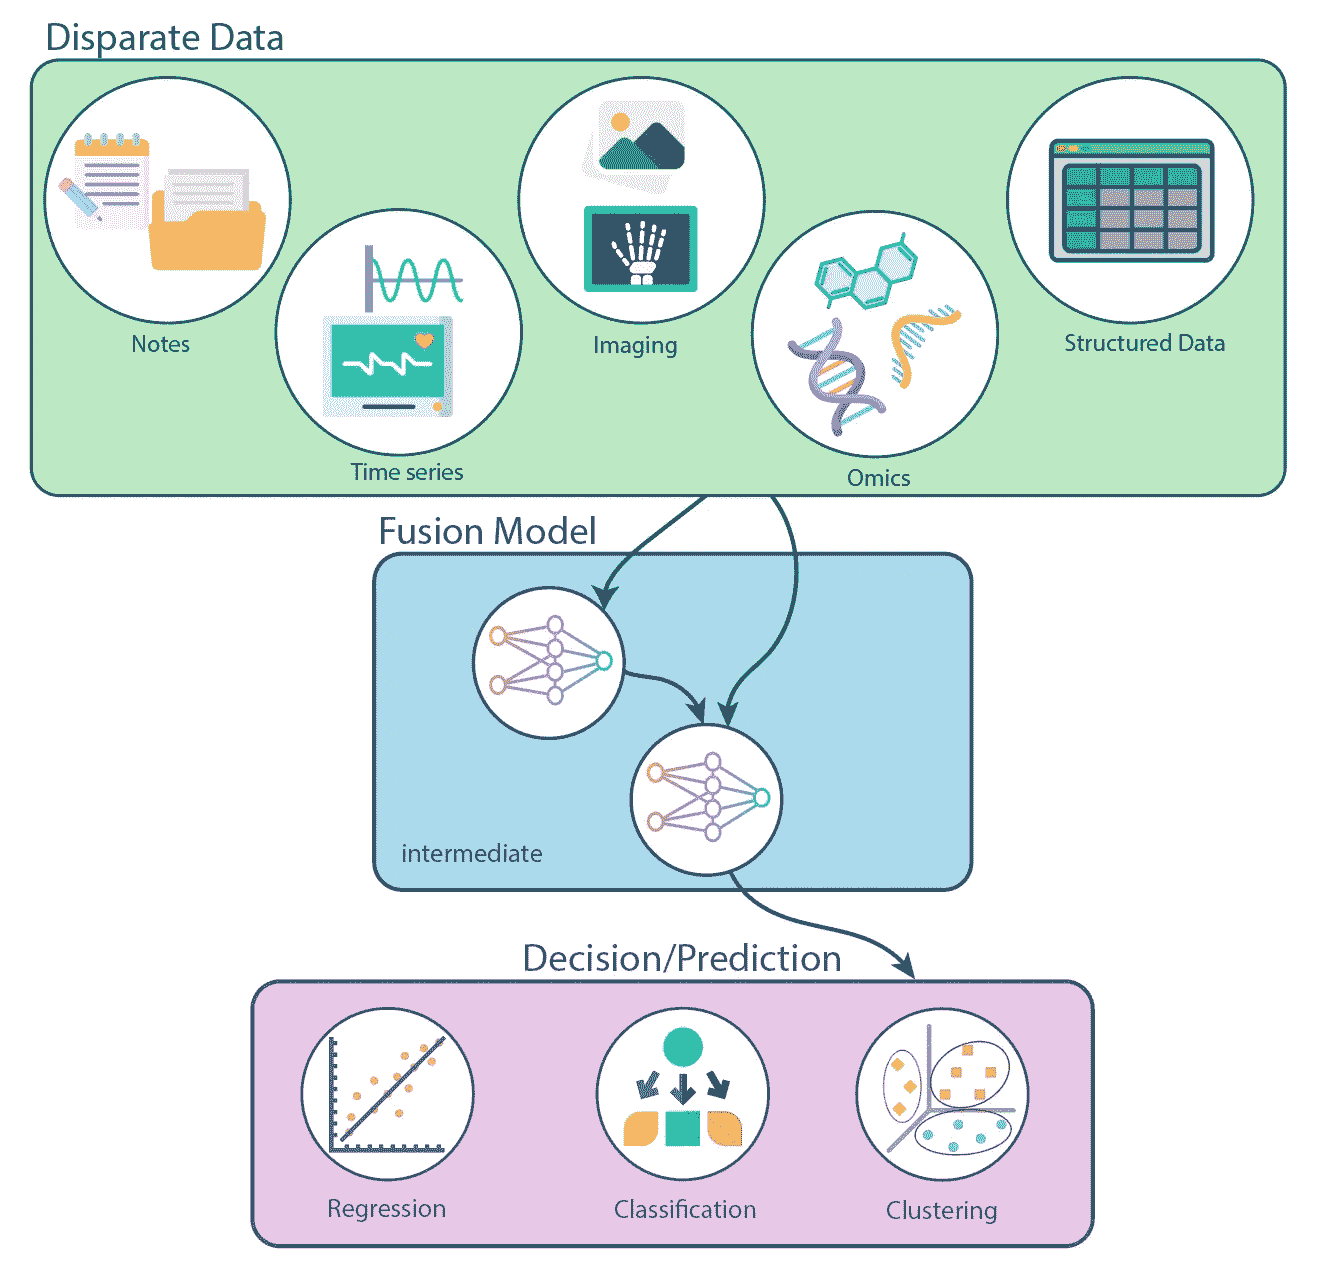 Disparate Data
Notes
Time series
Imaging
Omics
Structured Data
Fusion Model
intermediate
Decision/Prediction
Regression
Classification
Clustering